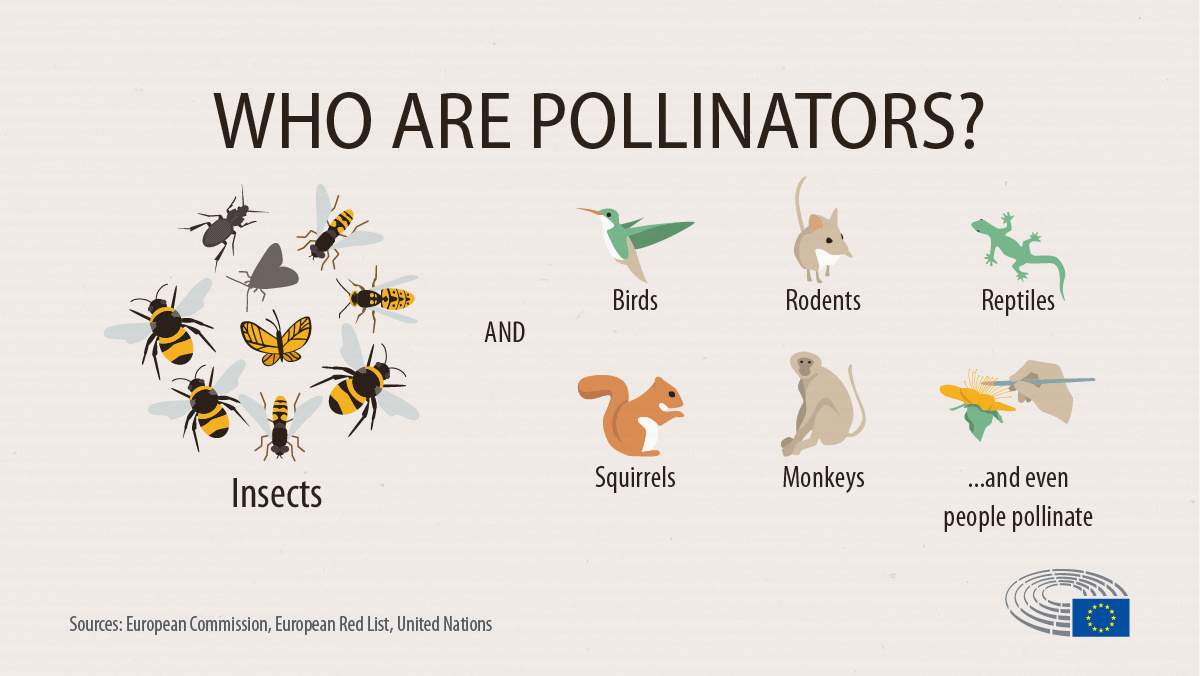 WHO ARE POLLINATORS?
Insects
AND
Birds
Rodents
Reptiles
Squirrels
Monkeys
...and even
people pollinate
Sources: European Commission, European Red List, United Nations